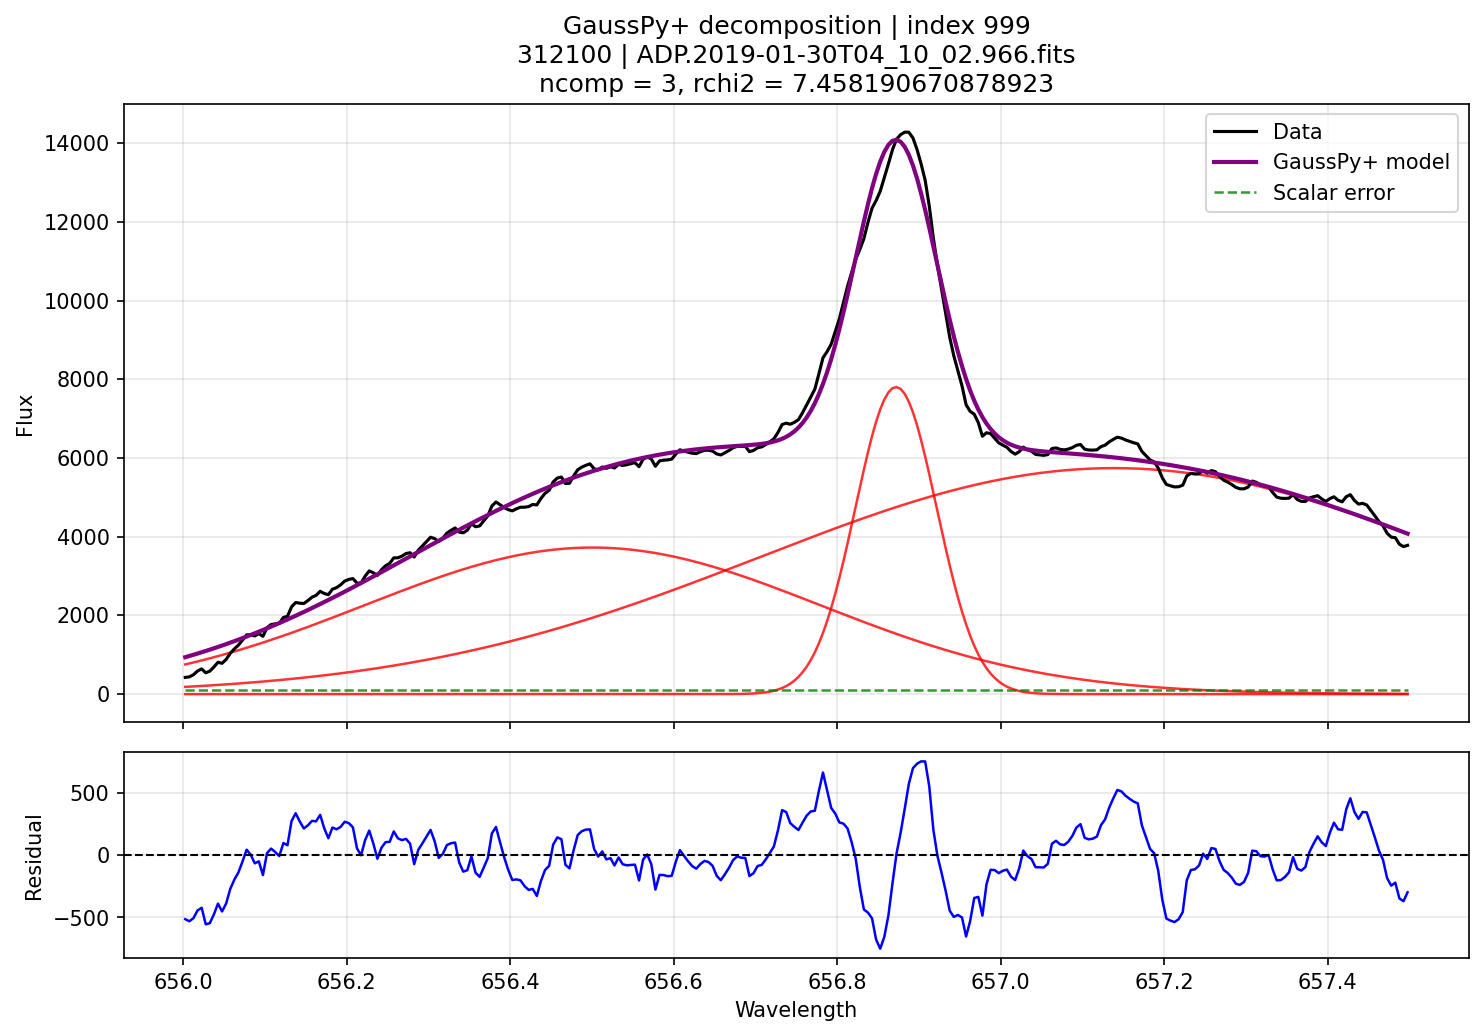 GaussPy+ decomposition | index 999
312100 | ADP.2019-01-30T04_10_02.966.fits
ncomp = 3, rchi2 = 7.458190670878923
Data
GaussPy+ model
Scalar error
Flux
14000
12000
10000
8000
6000
4000
2000
0
Residual
500
0
−500
656.0 656.2 656.4 656.6 656.8 657.0 657.2 657.4
Wavelength